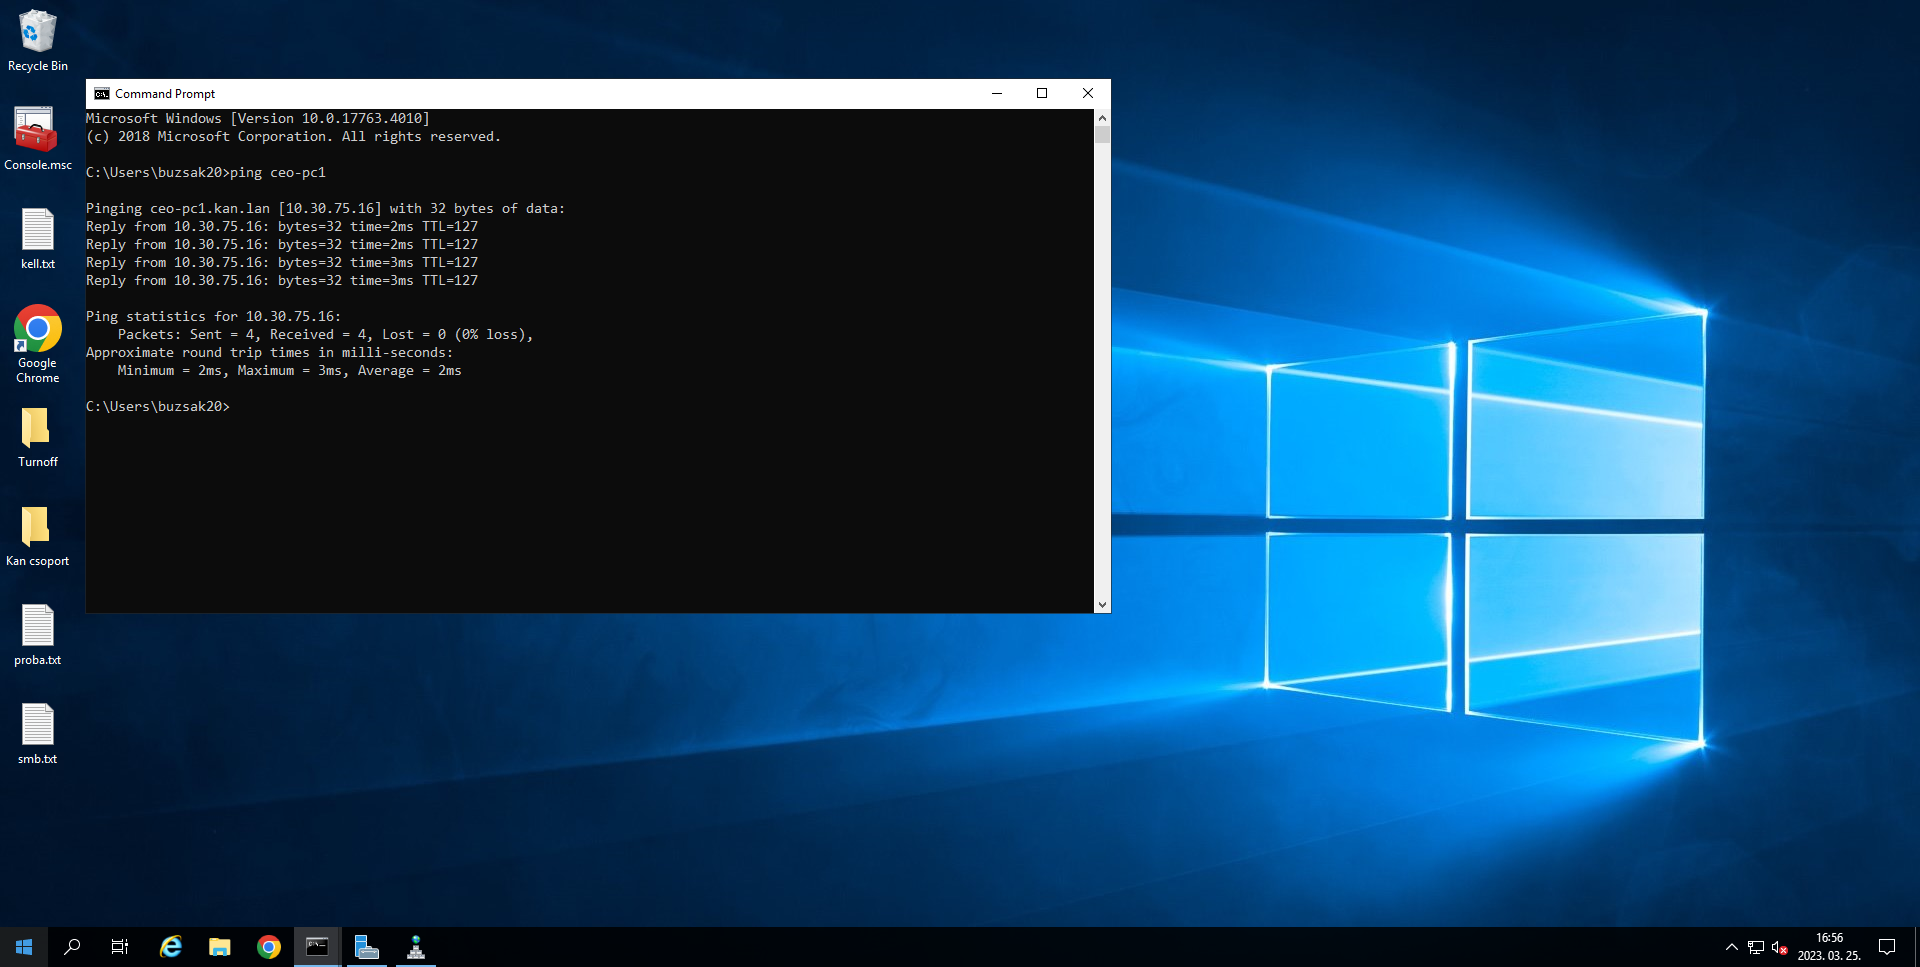 Recycle Bin
Console.msc
kell.txt
Google
Chrome
Turnoff
Kan csoport
proba.txt
smb.txt
Command Prompt
Microsoft Windows [Version 10.0.17763.4010]
(c) 2018 Microsoft Corporation. All rights reserved.
C:\Users\buzsak20>ping ceo-pc1
Pinging ceo-pc1.kan.lan [10.30.75.16] with 32 bytes of data:
Reply from 10.30.75.16: bytes=32 time=2ms TTL=127
Reply from 10.30.75.16: bytes=32 time=2ms TTL=127
Reply from 10.30.75.16: bytes=32 time=3ms TTL=127
Reply from 10.30.75.16: bytes=32 time=3ms TTL=127
Ping statistics for 10.30.75.16:
    Packets: Sent = 4, Received = 4, Lost = 0 (0% loss),
Approximate round trip times in milli-seconds:
    Minimum = 2ms, Maximum = 3ms, Average = 2ms
C:\Users\buzsak20>
16:56
2023. 03. 25.